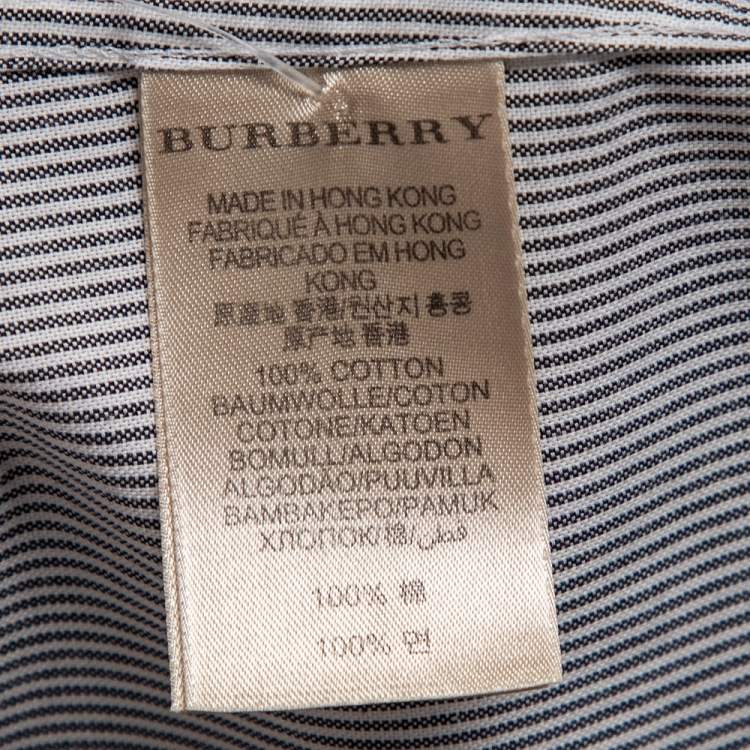 BURBERRY
MADE IN HONG KONG
FABRIQUÉ À HONG KONG
FABRICADO EM HONG
KONG
原產地 香港/원산지 홍콩
原产地 香港
100% COTTON
BAUMWOLLE/COTON
COTONE/KATOEN
BOMULL/ALGODON
ALGODÃO/PUUVILLA
BAMBAKEPO/PAMUK
ХЛОПОК/棉/قطن
100% 棉
100% 면